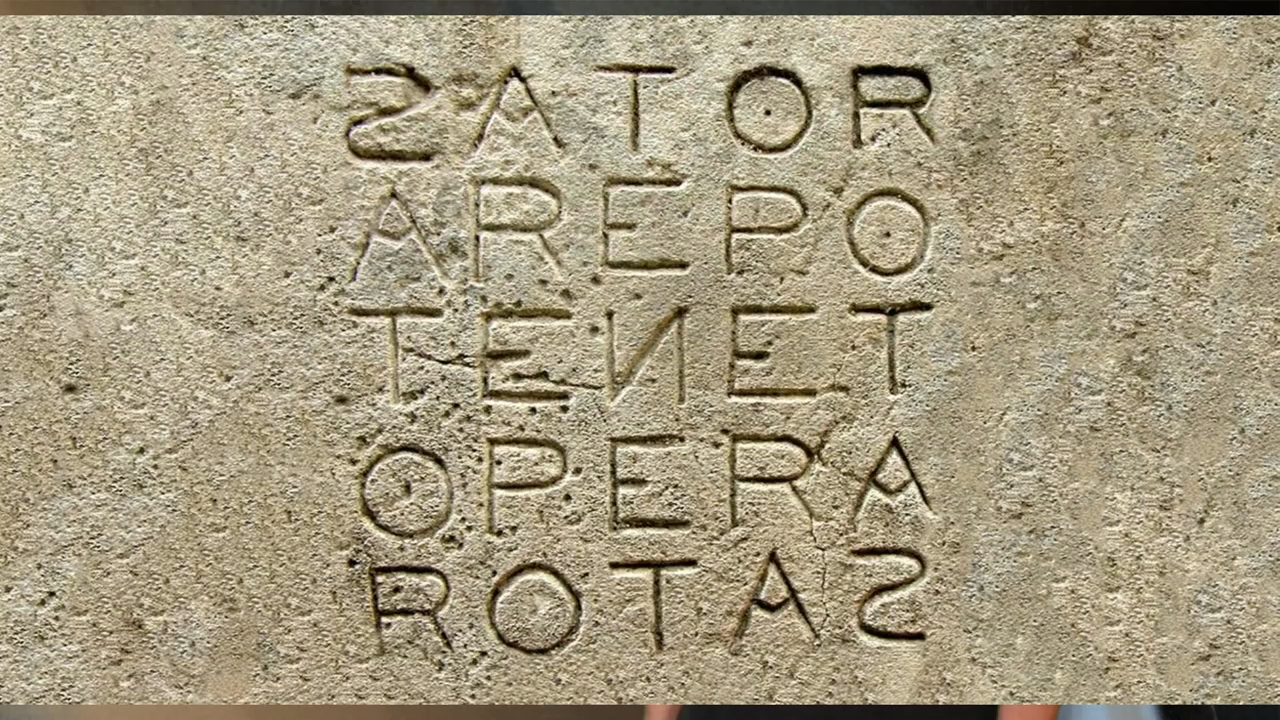 SATOR
AREPO
TENET
OPERA
ROTAS